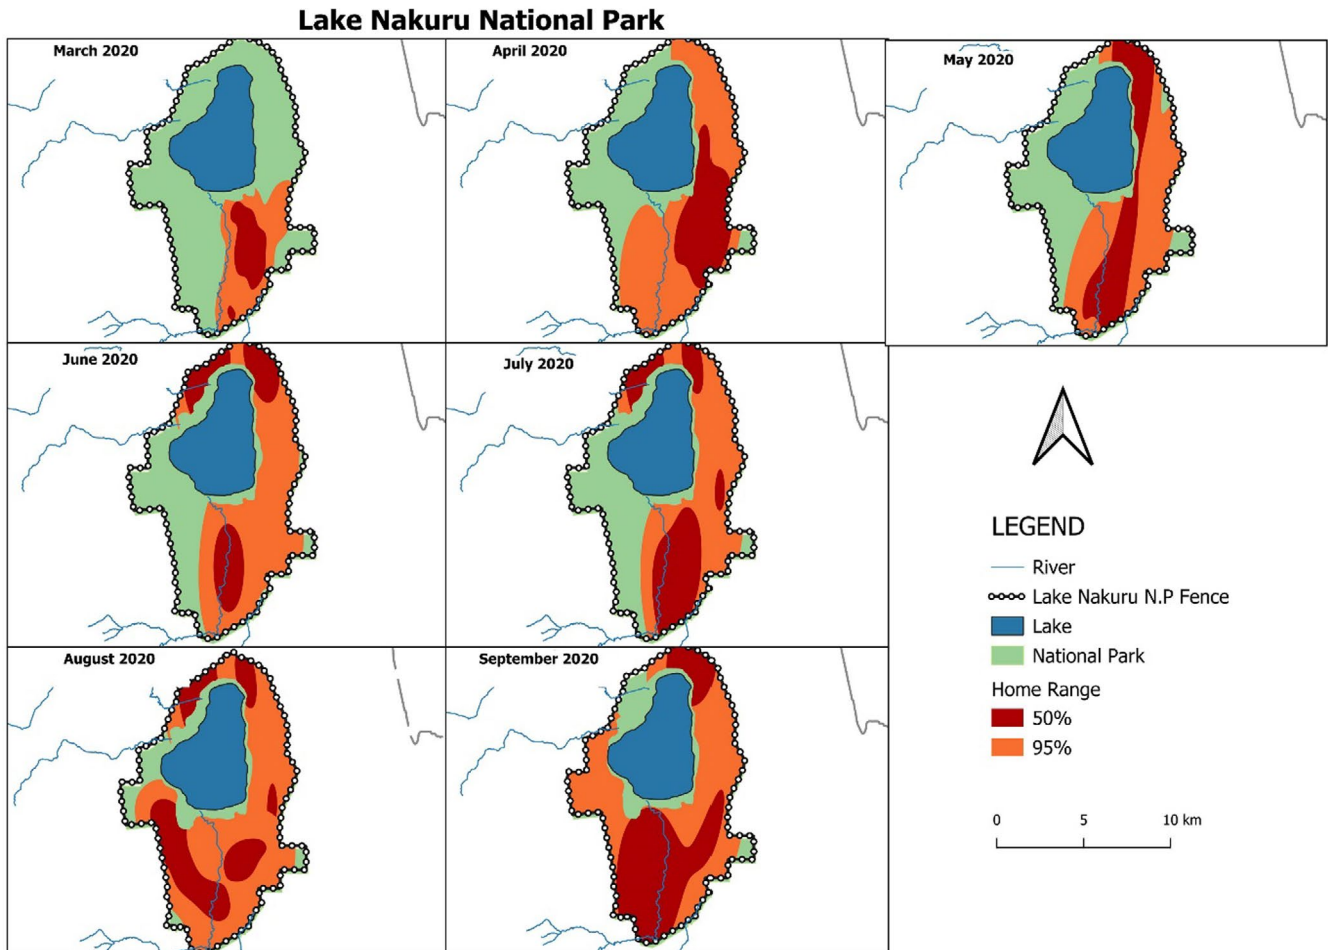 Lake Nakuru National Park
March 2020
April 2020
May 2020
June 2020
July 2020
August 2020
September 2020
LEGEND
River
Lake Nakuru N.P Fence
Lake
National Park
Home Range
50%
95%
0 5 10 km